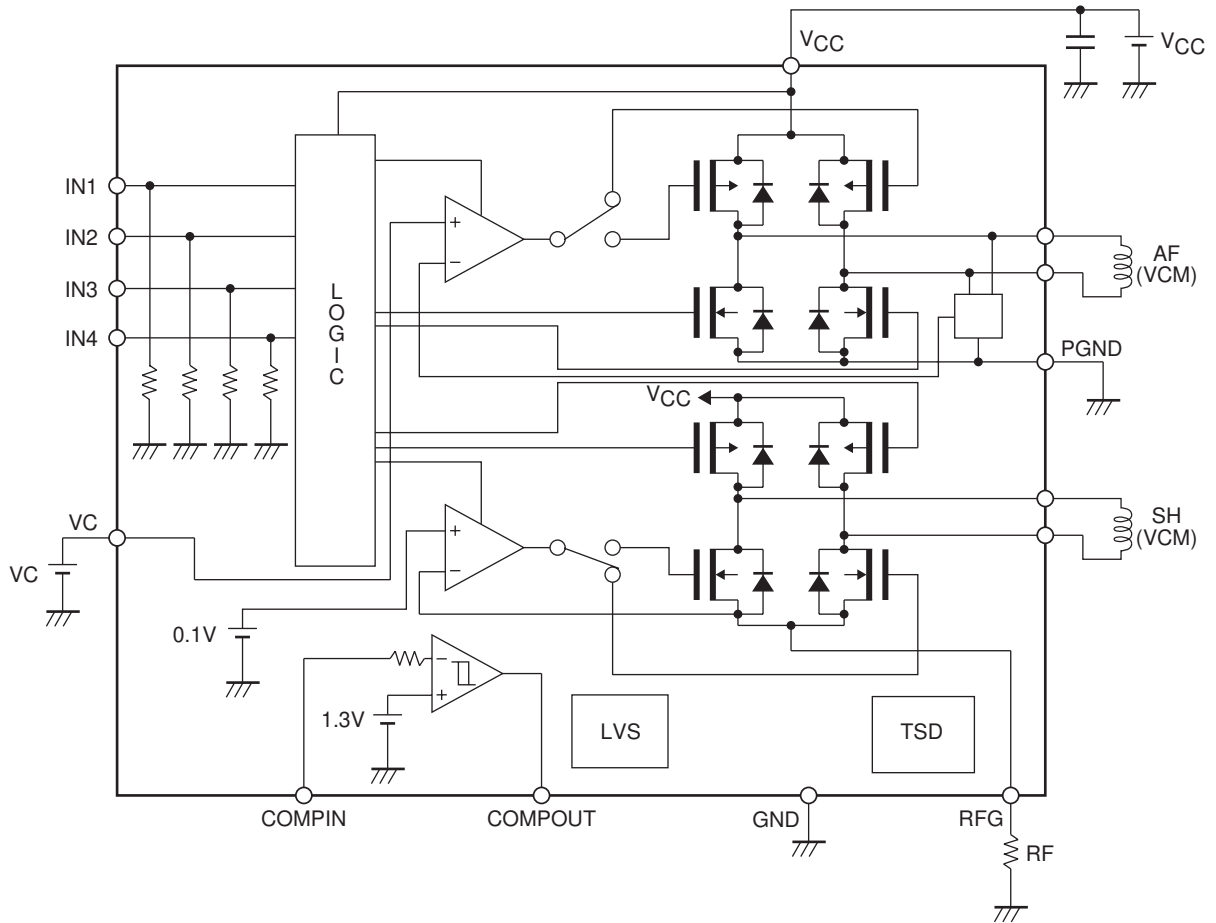 VCC
VCC
IN1
IN2
IN3
IN4
LOGIC
AF
(VCM)
PGND
VCC
VC
VC
SH
(VCM)
0.1V
1.3V
LVS
TSD
COMPIN
COMPOUT
GND
RFG
RF